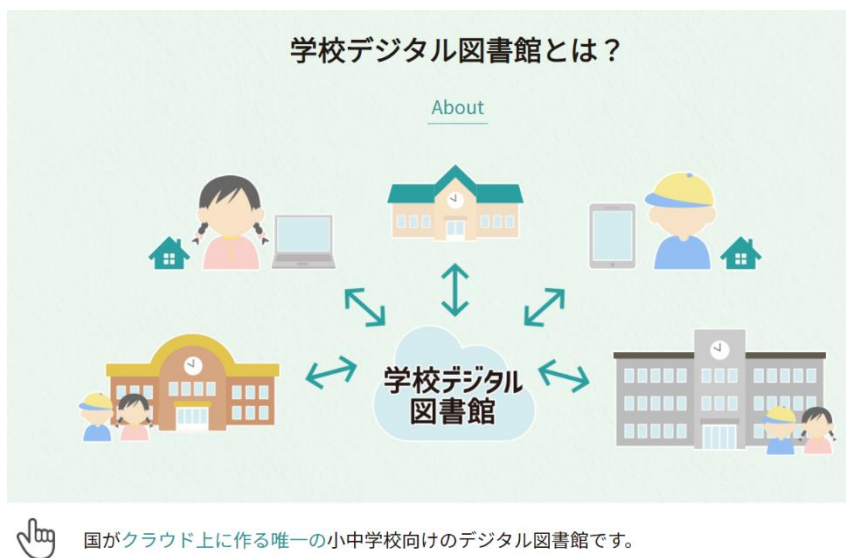 学校デジタル図書館とは？
About
学校デジタル
図書館
国がクラウド上に作る唯一の小中学校向けのデジタル図書館です。